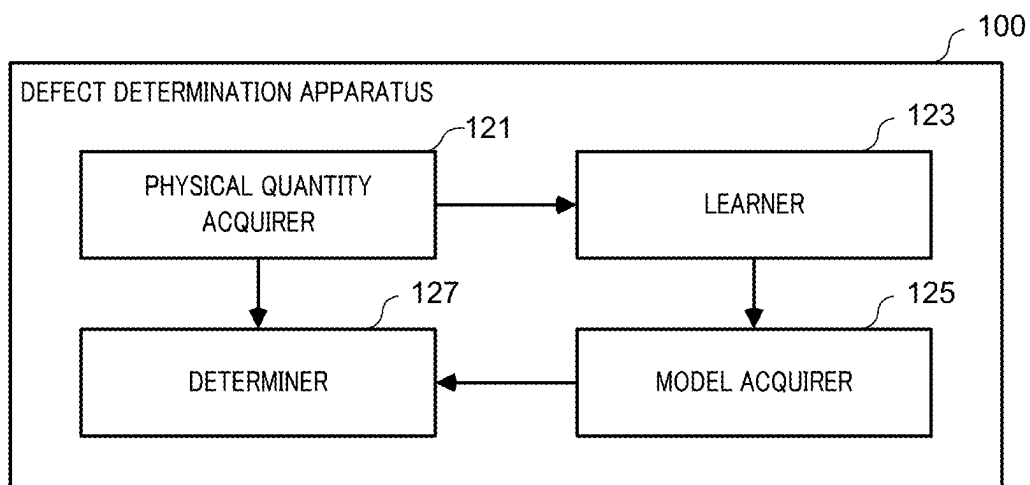 100
DEFECT DETERMINATION APPARATUS
121
123
PHYSICAL QUANTITY
ACQUIRER
LEARNER
127
125
DETERMINER
MODEL ACQUIRER